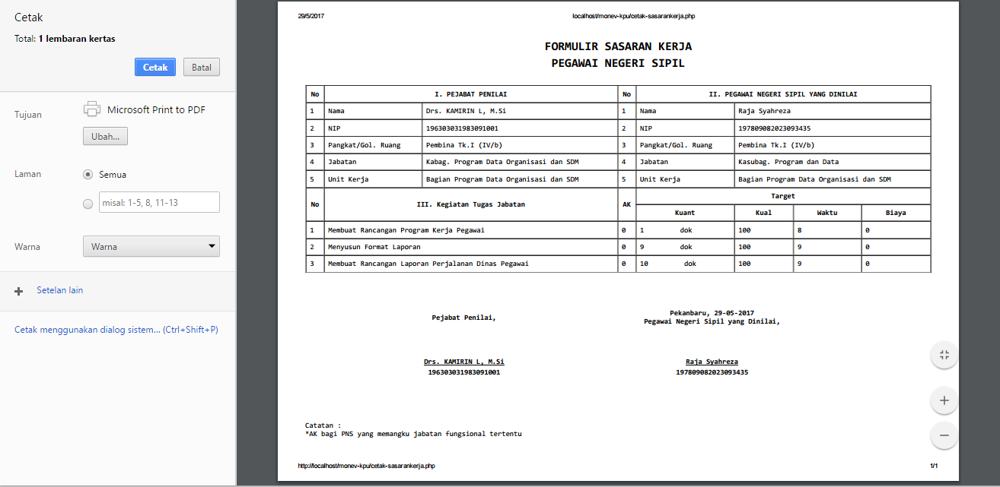 Cetak
Total: 1 lembaran kertas
Cetak Batal
Tujuan Microsoft Print to PDF
Ubah...
Laman Semua
misal: 1-5, 8, 11-13
Warna Warna
Setelan lain
Cetak menggunakan dialog sistem... (Ctrl+Shift+P)
29/5/2017 localhost/monev-kpu/cetak-sasarankerja.php
FORMULIR SASARAN KERJA
PEGAWAI NEGERI SIPIL
No I. PEJABAT PENILAI No II. PEGAWAI NEGERI SIPIL YANG DINILAI
1 Nama Drs. KAMIRIN L, M.Si 1 Nama Raja Syahreza
2 NIP 196303031983091001 2 NIP 197809082023093435
3 Pangkat/Gol. Ruang Pembina Tk.I (IV/b) 3 Pangkat/Gol. Ruang Pembina Tk.I (IV/b)
4 Jabatan Kabag. Program Data Organisasi dan SDM 4 Jabatan Kasubag. Program dan Data
5 Unit Kerja Bagian Program Data Organisasi dan SDM 5 Unit Kerja Bagian Program Data Organisasi dan SDM
No III. Kegiatan Tugas Jabatan AK Target
Kuant Kual Waktu Biaya
1 Membuat Rancangan Program Kerja Pegawai 0 1 dok 100 8 0
2 Menyusun Format Laporan 0 9 dok 100 9 0
3 Membuat Rancangan Laporan Perjalanan Dinas Pegawai 0 10 dok 100 9 0
Pejabat Penilai,
Pekanbaru, 29-05-2017
Pegawai Negeri Sipil yang Dinilai,
Drs. KAMIRIN L, M.Si Raja Syahreza
196303031983091001 197809082023093435
Catatan :
*AK bagi PNS yang memangku jabatan fungsional tertentu
http://localhost/monev-kpu/cetak-sasarankerja.php 1/1